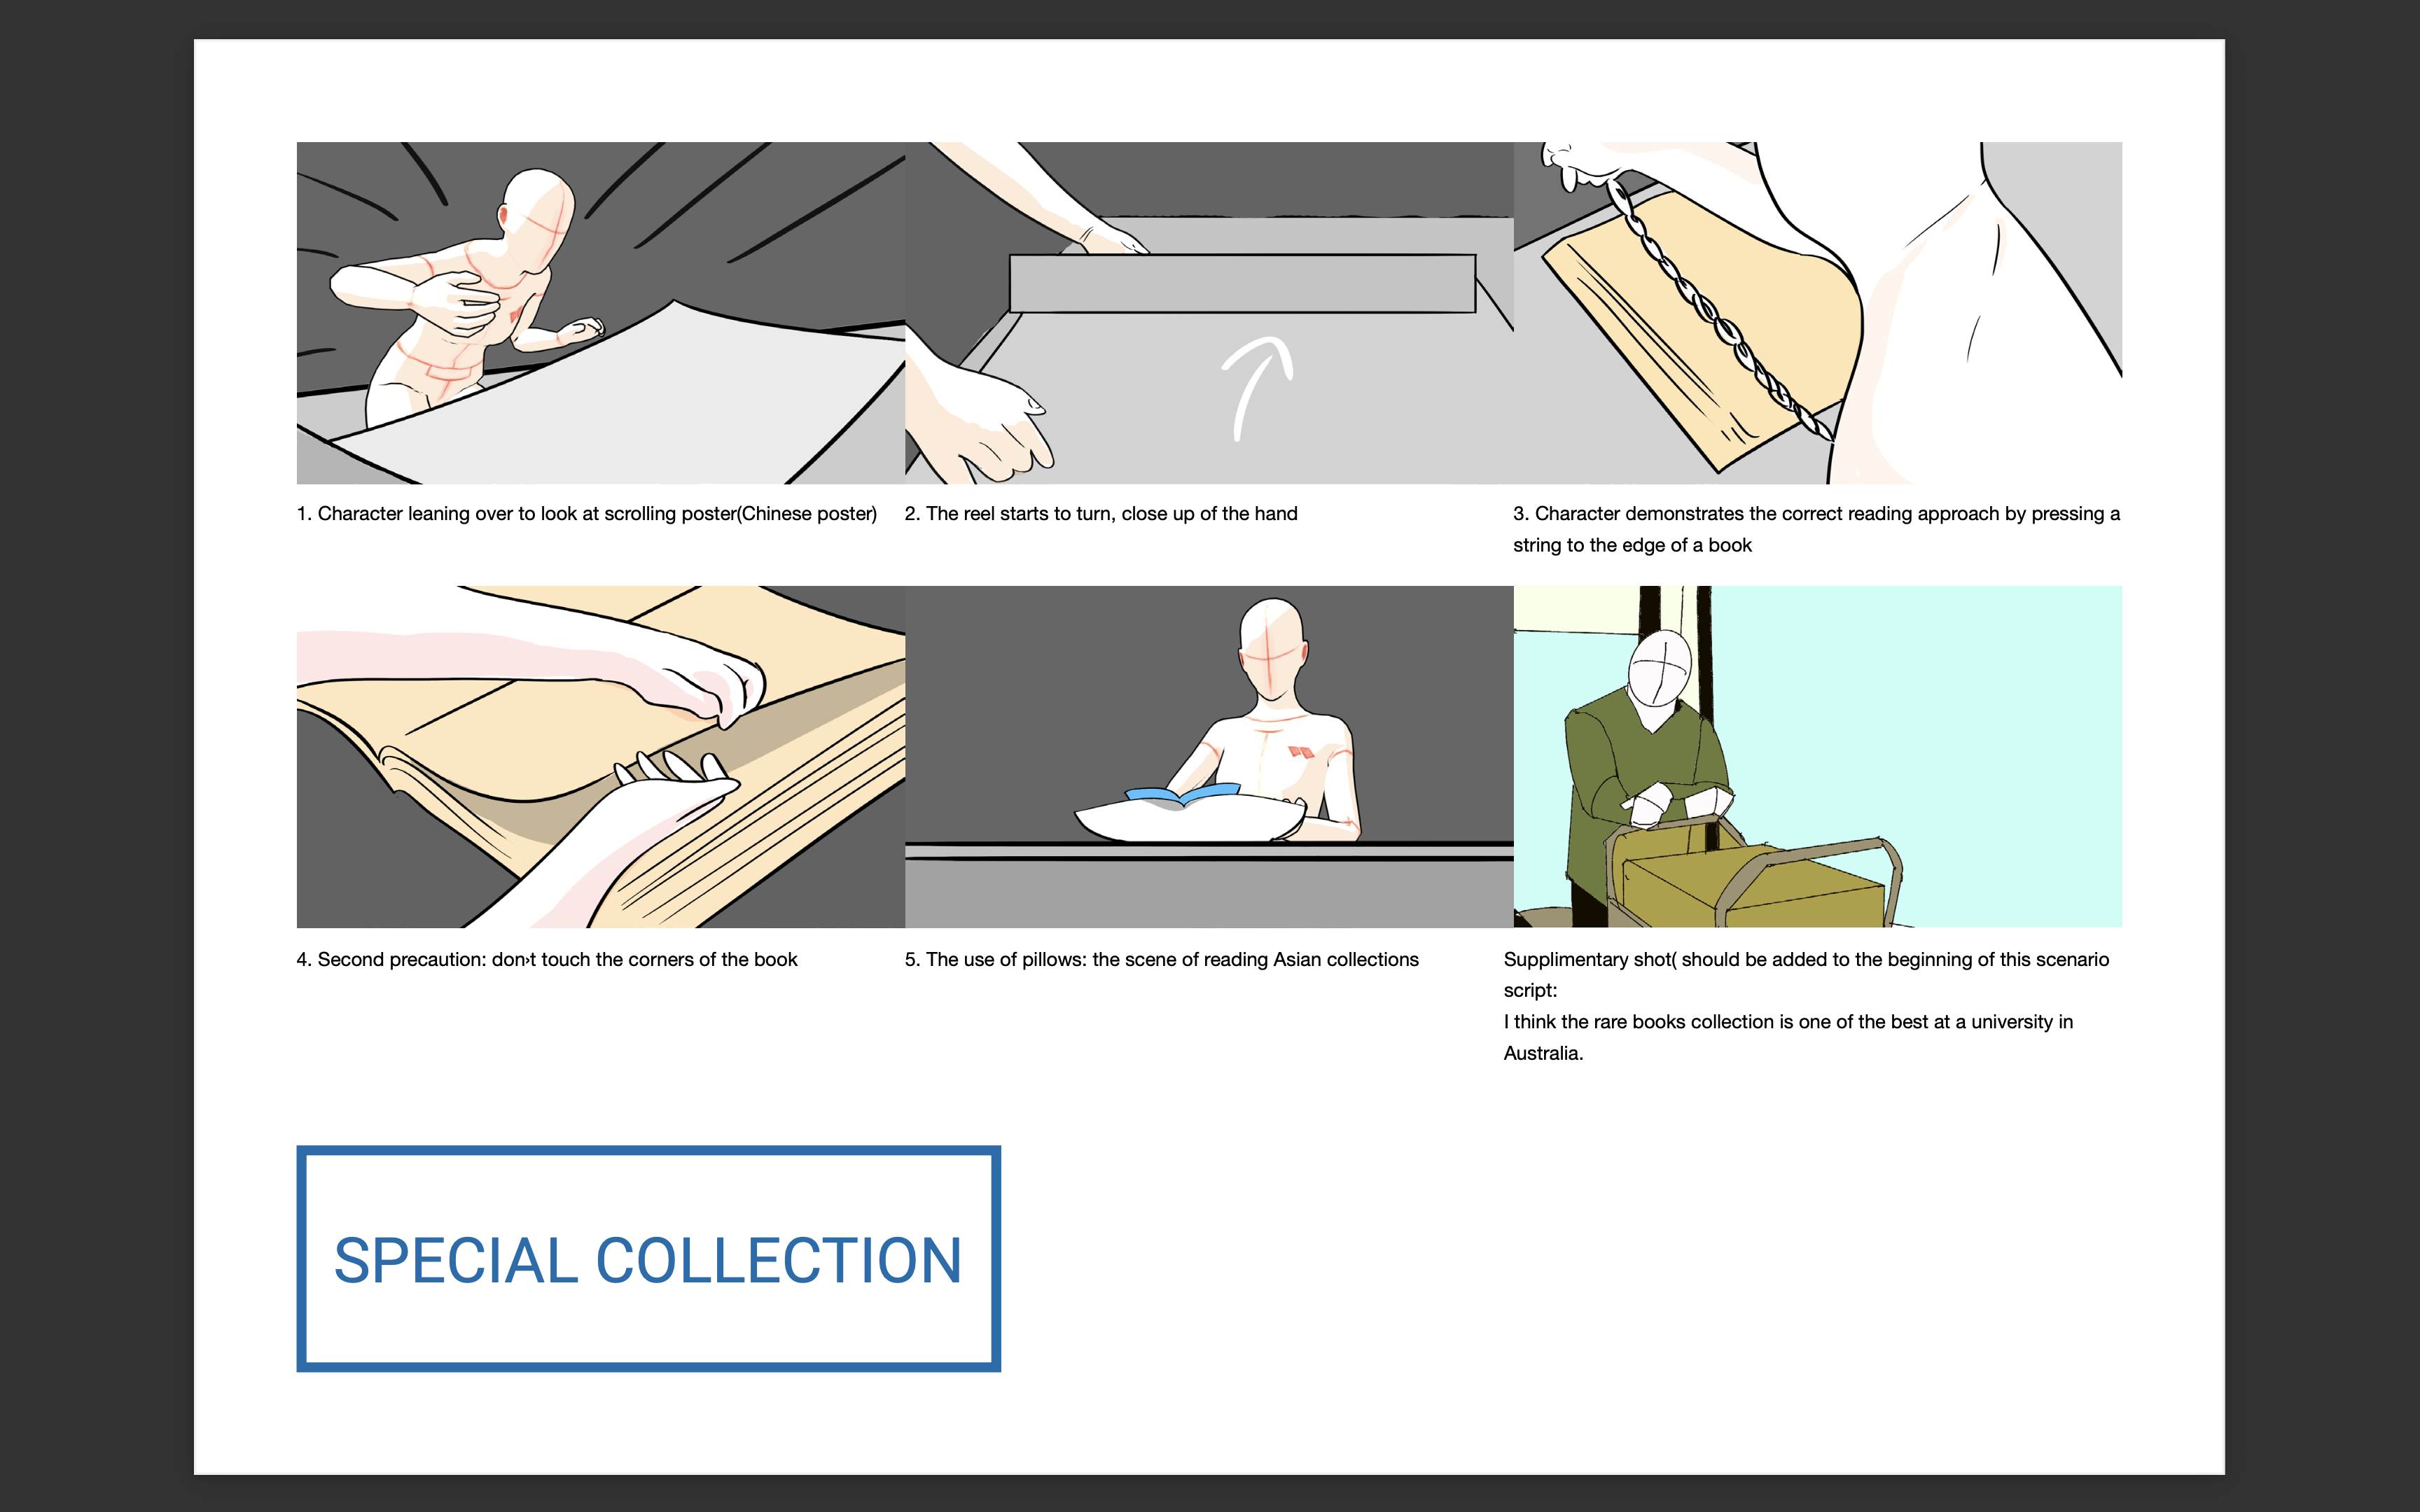 1. Character leaning over to look at scrolling poster(Chinese poster)
2. The reel starts to turn, close up of the hand
3. Character demonstrates the correct reading approach by pressing a
string to the edge of a book
4. Second precaution: don›t touch the corners of the book
5. The use of pillows: the scene of reading Asian collections
Supplimentary shot( should be added to the beginning of this scenario
script:
I think the rare books collection is one of the best at a university in
Australia.
SPECIAL COLLECTION